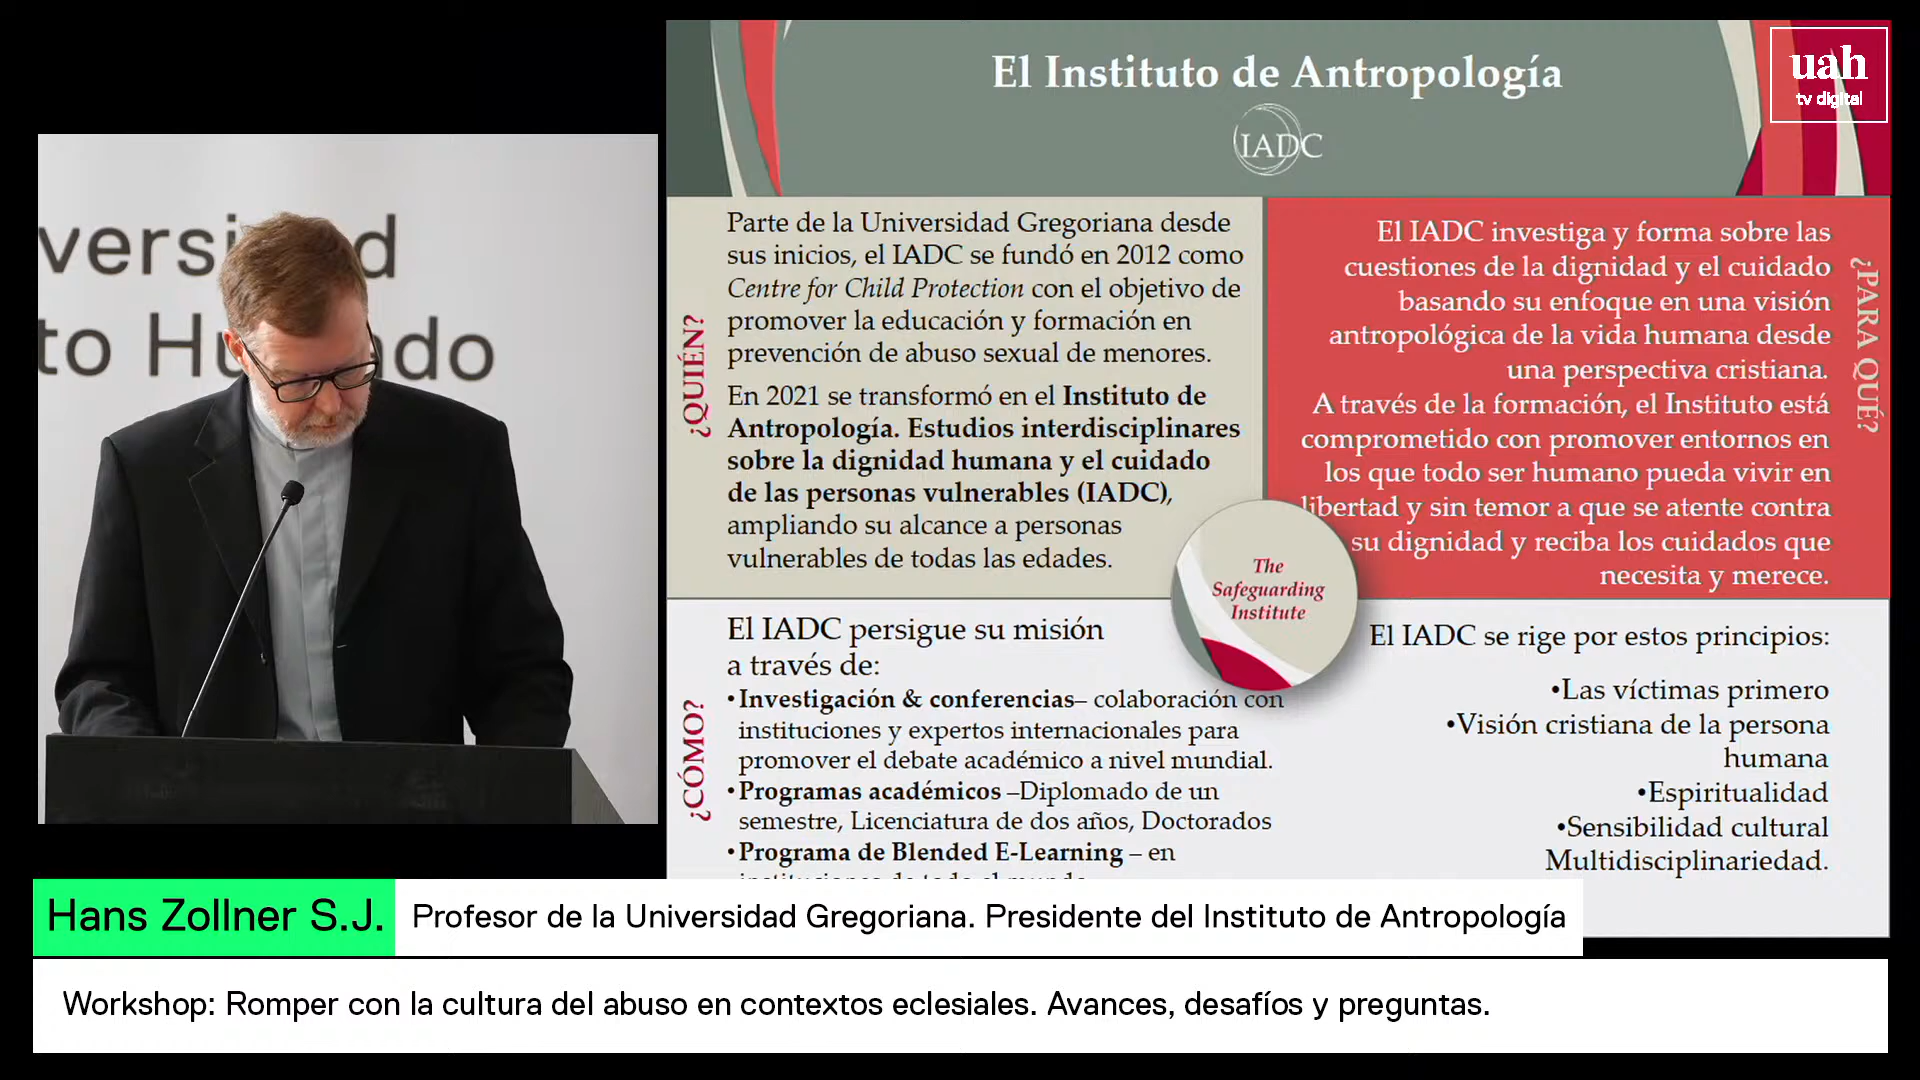 uah
tv digital
El Instituto de Antropología
IADC
versidad
to Hurtado
¿QUIÉN?
Parte de la Universidad Gregoriana desde
sus inicios, el IADC se fundó en 2012 como
Centre for Child Protection con el objetivo de
promover la educación y formación en
prevención de abuso sexual de menores.
En 2021 se transformó en el Instituto de
Antropología. Estudios interdisciplinares
sobre la dignidad humana y el cuidado
de las personas vulnerables (IADC),
ampliando su alcance a personas
vulnerables de todas las edades.
¿PARA QUÉ?
El IADC investiga y forma sobre las
cuestiones de la dignidad y el cuidado
basando su enfoque en una visión
antropológica de la vida humana desde
una perspectiva cristiana.
A través de la formación, el Instituto está
comprometido con promover entornos en
los que todo ser humano pueda vivir en
libertad y sin temor a que se atente contra
su dignidad y reciba los cuidados que
necesita y merece.
The
Safeguarding
Institute
¿CÓMO?
El IADC persigue su misión
a través de:
•Investigación & conferencias– colaboración con
instituciones y expertos internacionales para
promover el debate académico a nivel mundial.
•Programas académicos –Diplomado de un
semestre, Licenciatura de dos años, Doctorados
•Programa de Blended E-Learning – en
El IADC se rige por estos principios:
•Las víctimas primero
•Visión cristiana de la persona
humana
•Espiritualidad
•Sensibilidad cultural
Multidisciplinariedad.
Hans Zollner S.J.
Profesor de la Universidad Gregoriana. Presidente del Instituto de Antropología
Workshop: Romper con la cultura del abuso en contextos eclesiales. Avances, desafíos y preguntas.